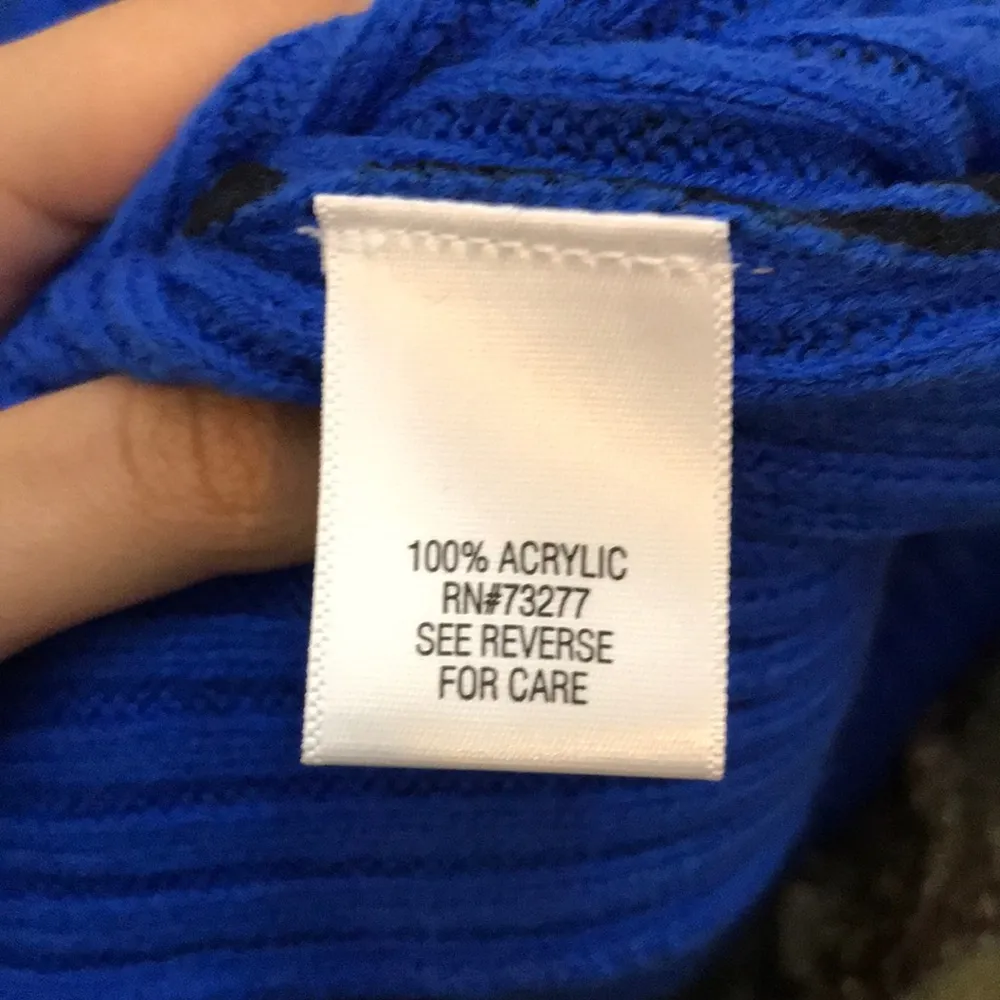 100% ACRYLIC
RN#73277
SEE REVERSE
FOR CARE